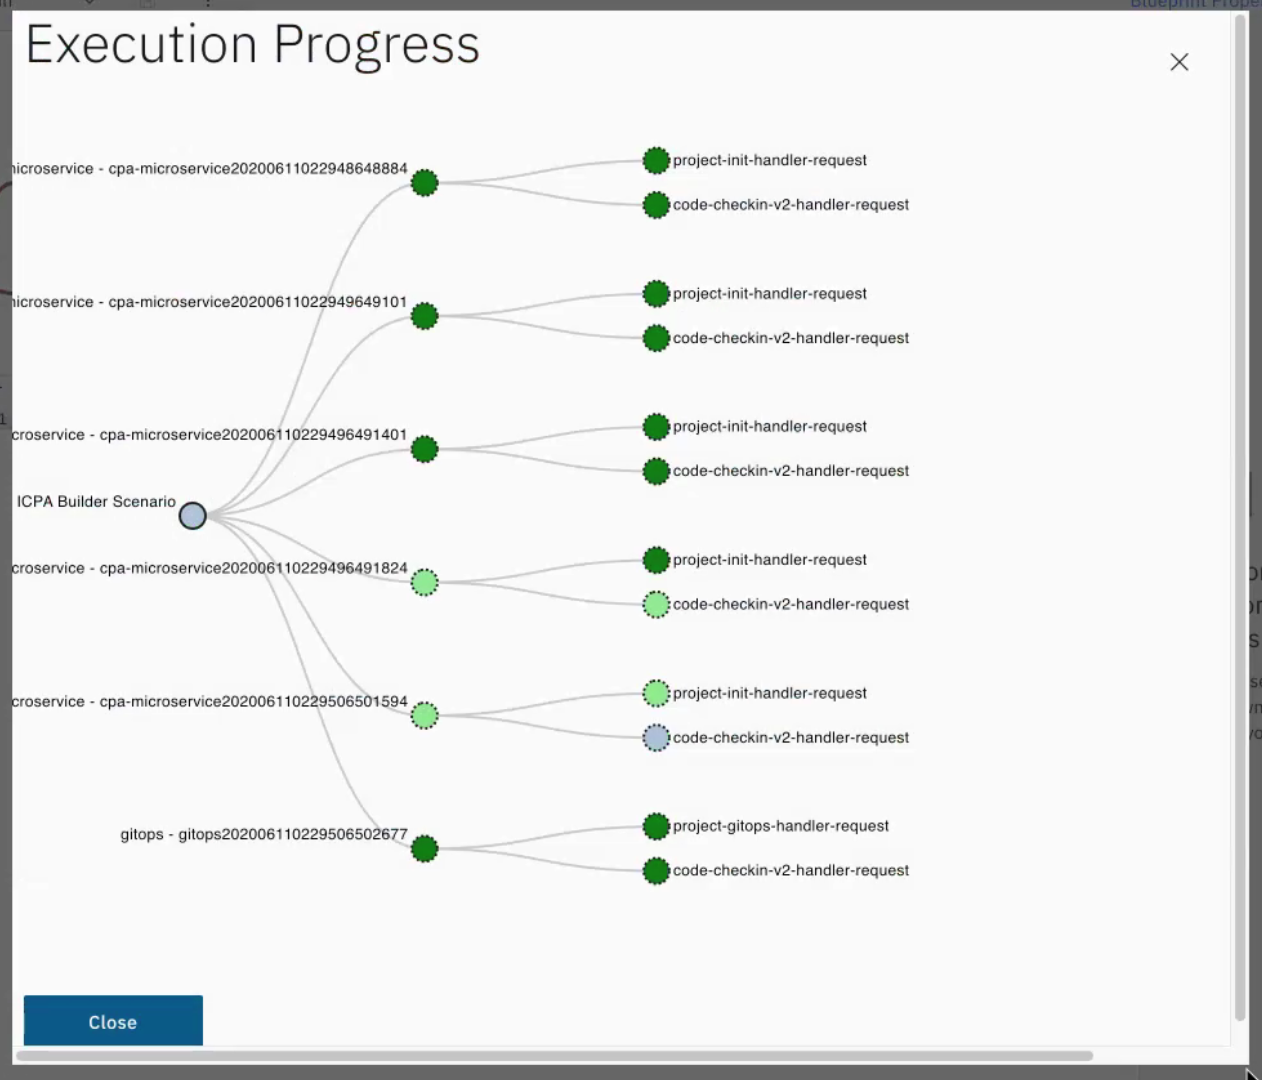 Execution Progress
icroservice - cpa-microservice20200611022948648884
project-init-handler-request
code-checkin-v2-handler-request
icroservice - cpa-microservice20200611022949649101
project-init-handler-request
code-checkin-v2-handler-request
croservice - cpa-microservice202006110229496491401
project-init-handler-request
code-checkin-v2-handler-request
ICPA Builder Scenario
croservice - cpa-microservice202006110229496491824
project-init-handler-request
code-checkin-v2-handler-request
croservice - cpa-microservice202006110229506501594
project-init-handler-request
code-checkin-v2-handler-request
gitops - gitops202006110229506502677
project-gitops-handler-request
code-checkin-v2-handler-request
Close